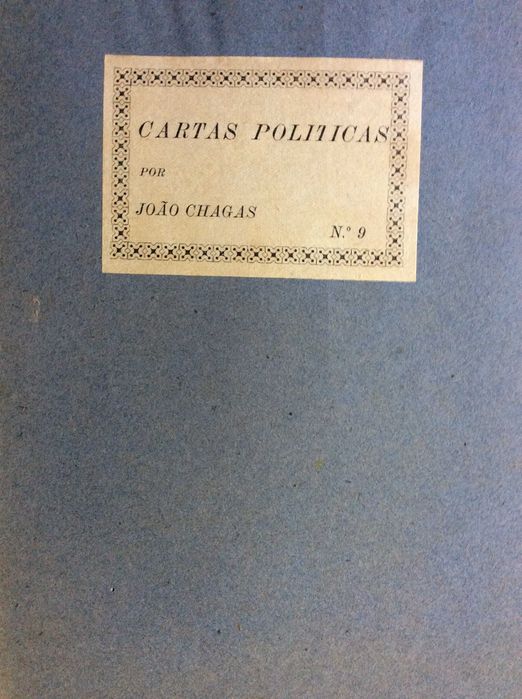 CARTAS POLITICAS
POR
JOÃO CHAGAS
N.º 9